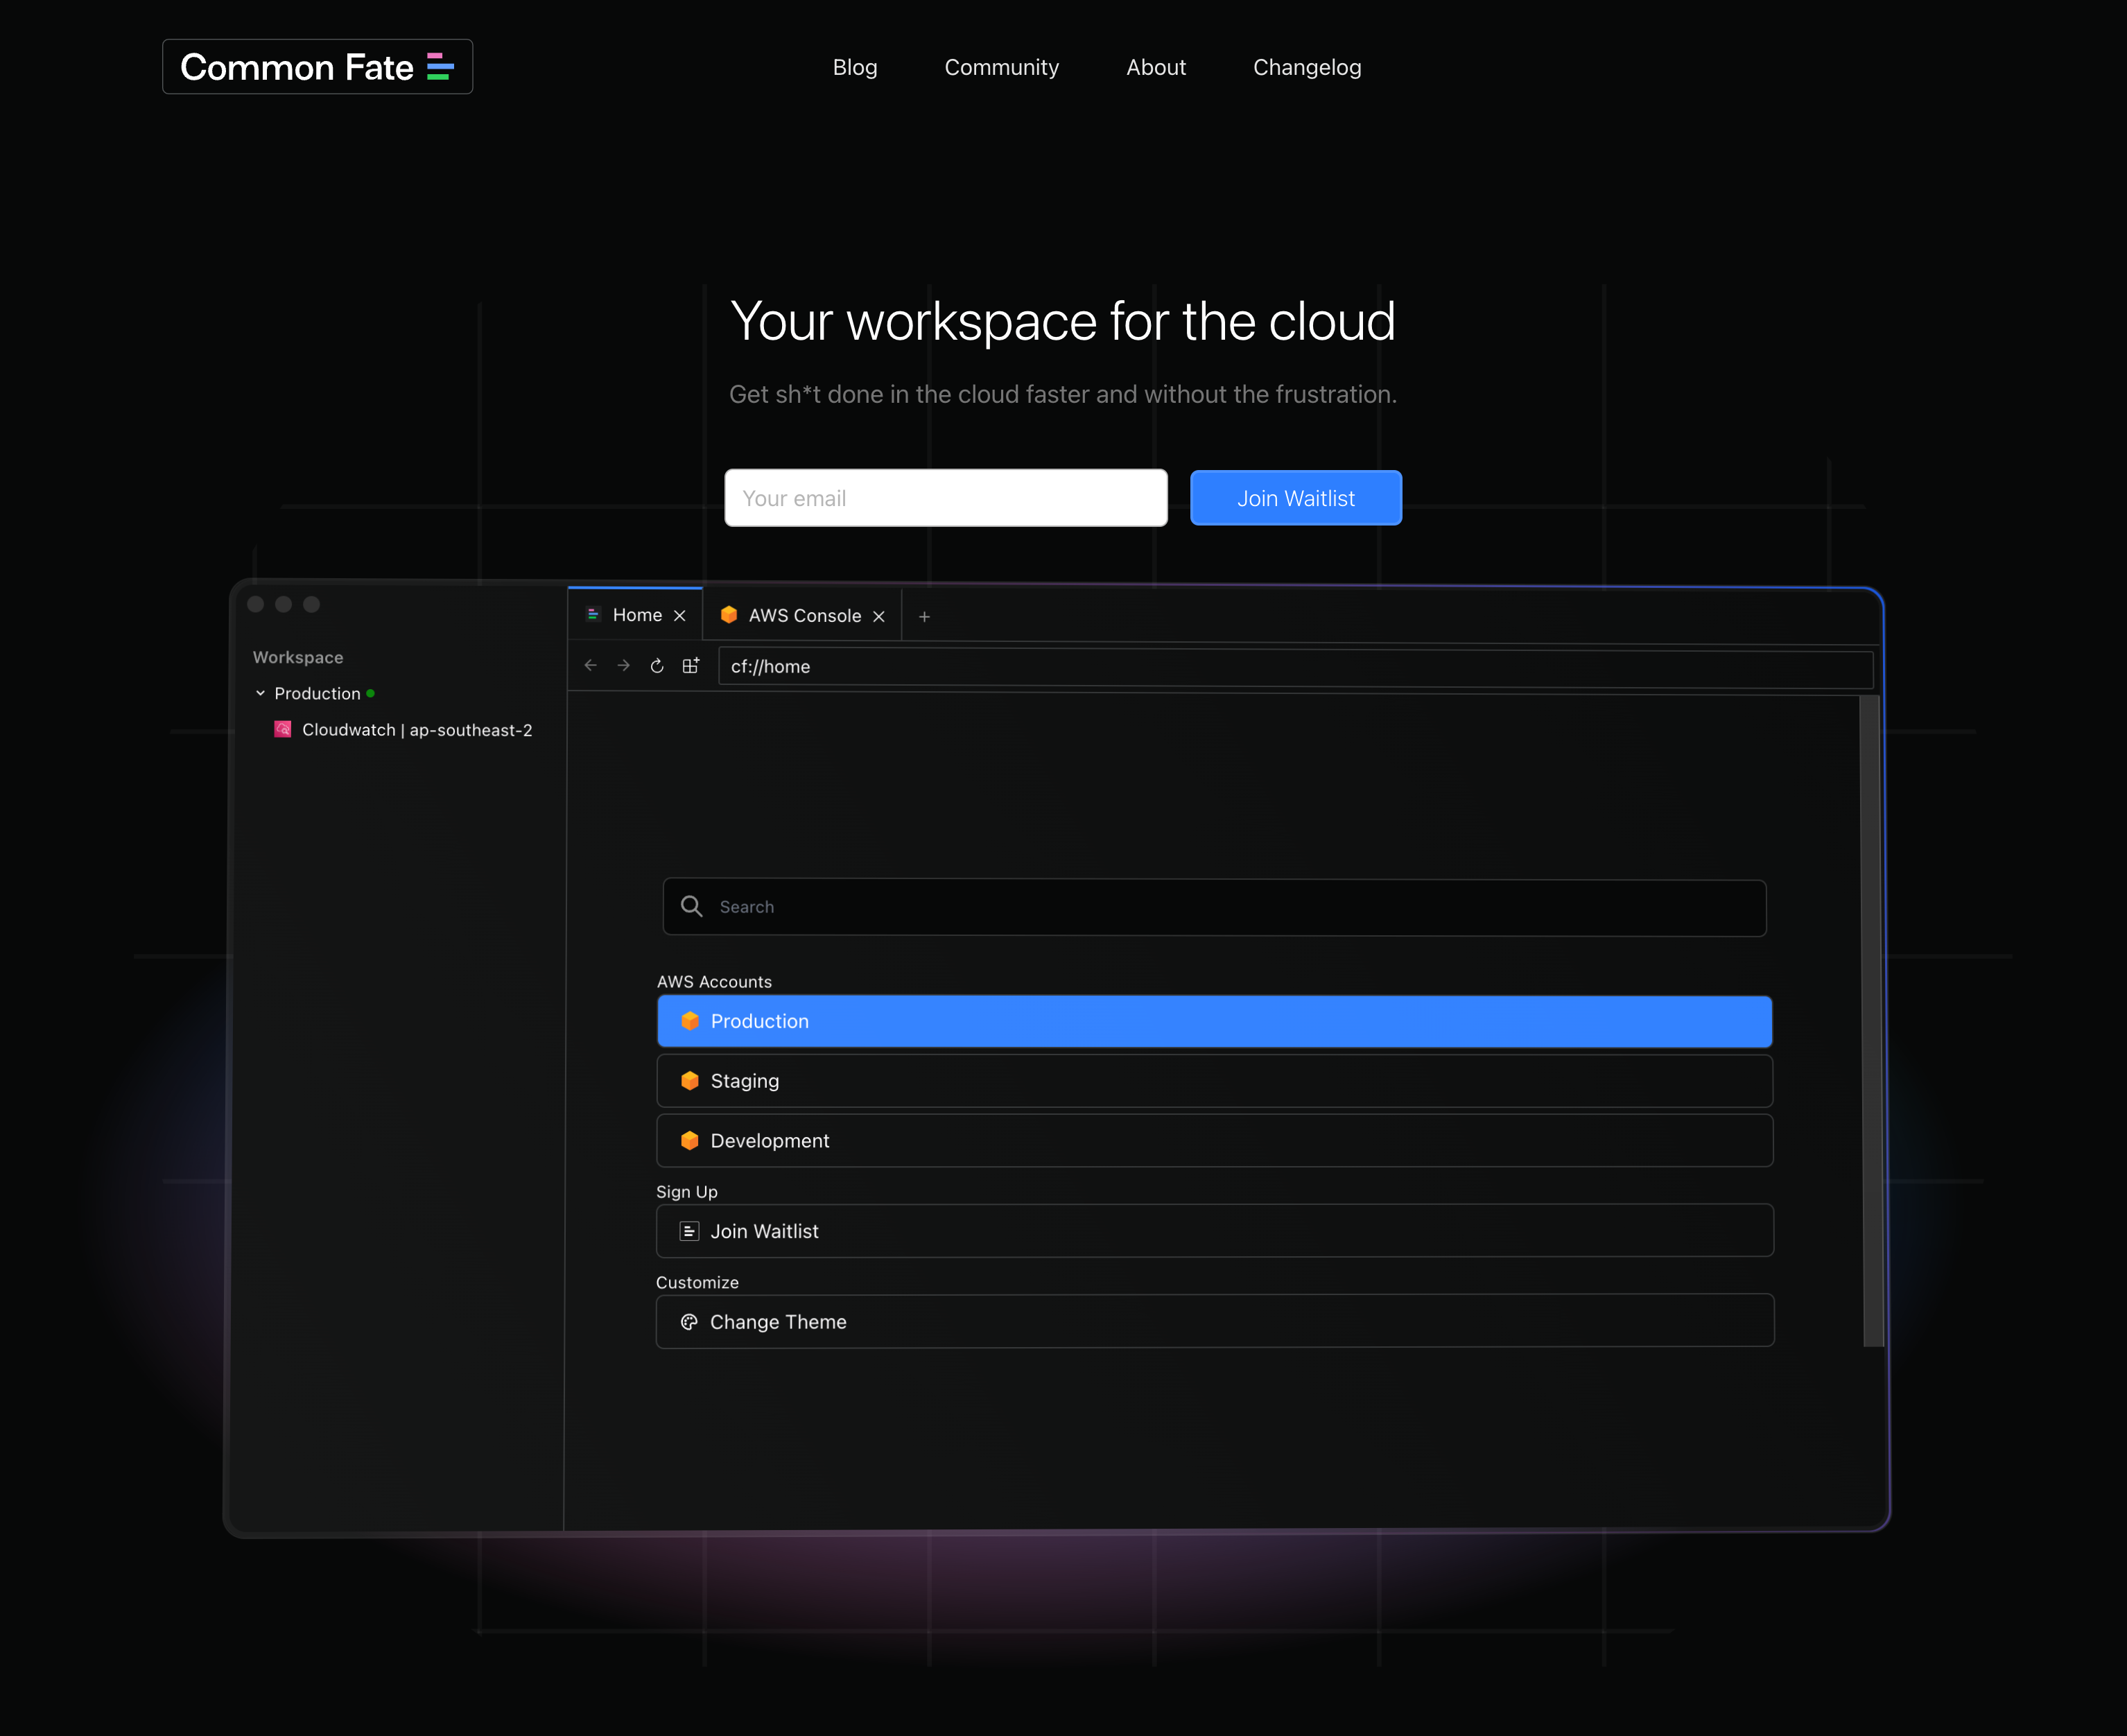 Common Fate
Blog
Community
About
Changelog
Your workspace for the cloud
Get sh*t done in the cloud faster and without the frustration.
Your email
Join Waitlist
Home
AWS Console
Workspace
cf://home
Production
Cloudwatch | ap-southeast-2
Search
AWS Accounts
Production
Staging
Development
Sign Up
Join Waitlist
Customize
Change Theme